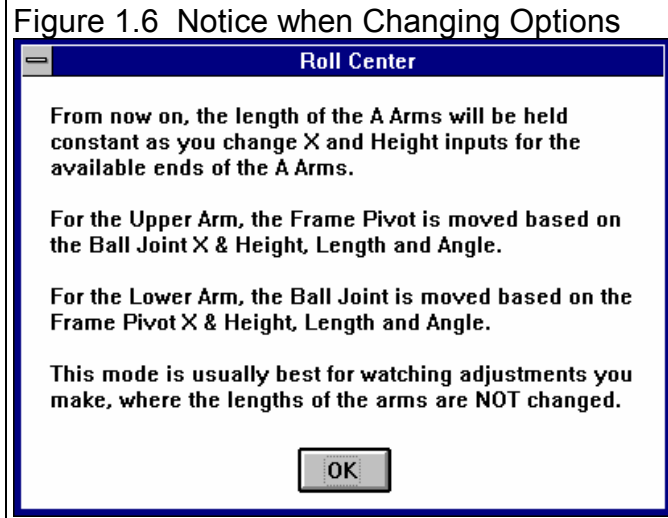 Figure 1.6  Notice when Changing Options
Roll Center
From now on, the length of the A Arms will be held
constant as you change X and Height inputs for the
available ends of the A Arms.
For the Upper Arm, the Frame Pivot is moved based on
the Ball Joint X & Height, Length and Angle.
For the Lower Arm, the Ball Joint is moved based on the
Frame Pivot X & Height, Length and Angle.
This mode is usually best for watching adjustments you
make, where the lengths of the arms are NOT changed.
OK